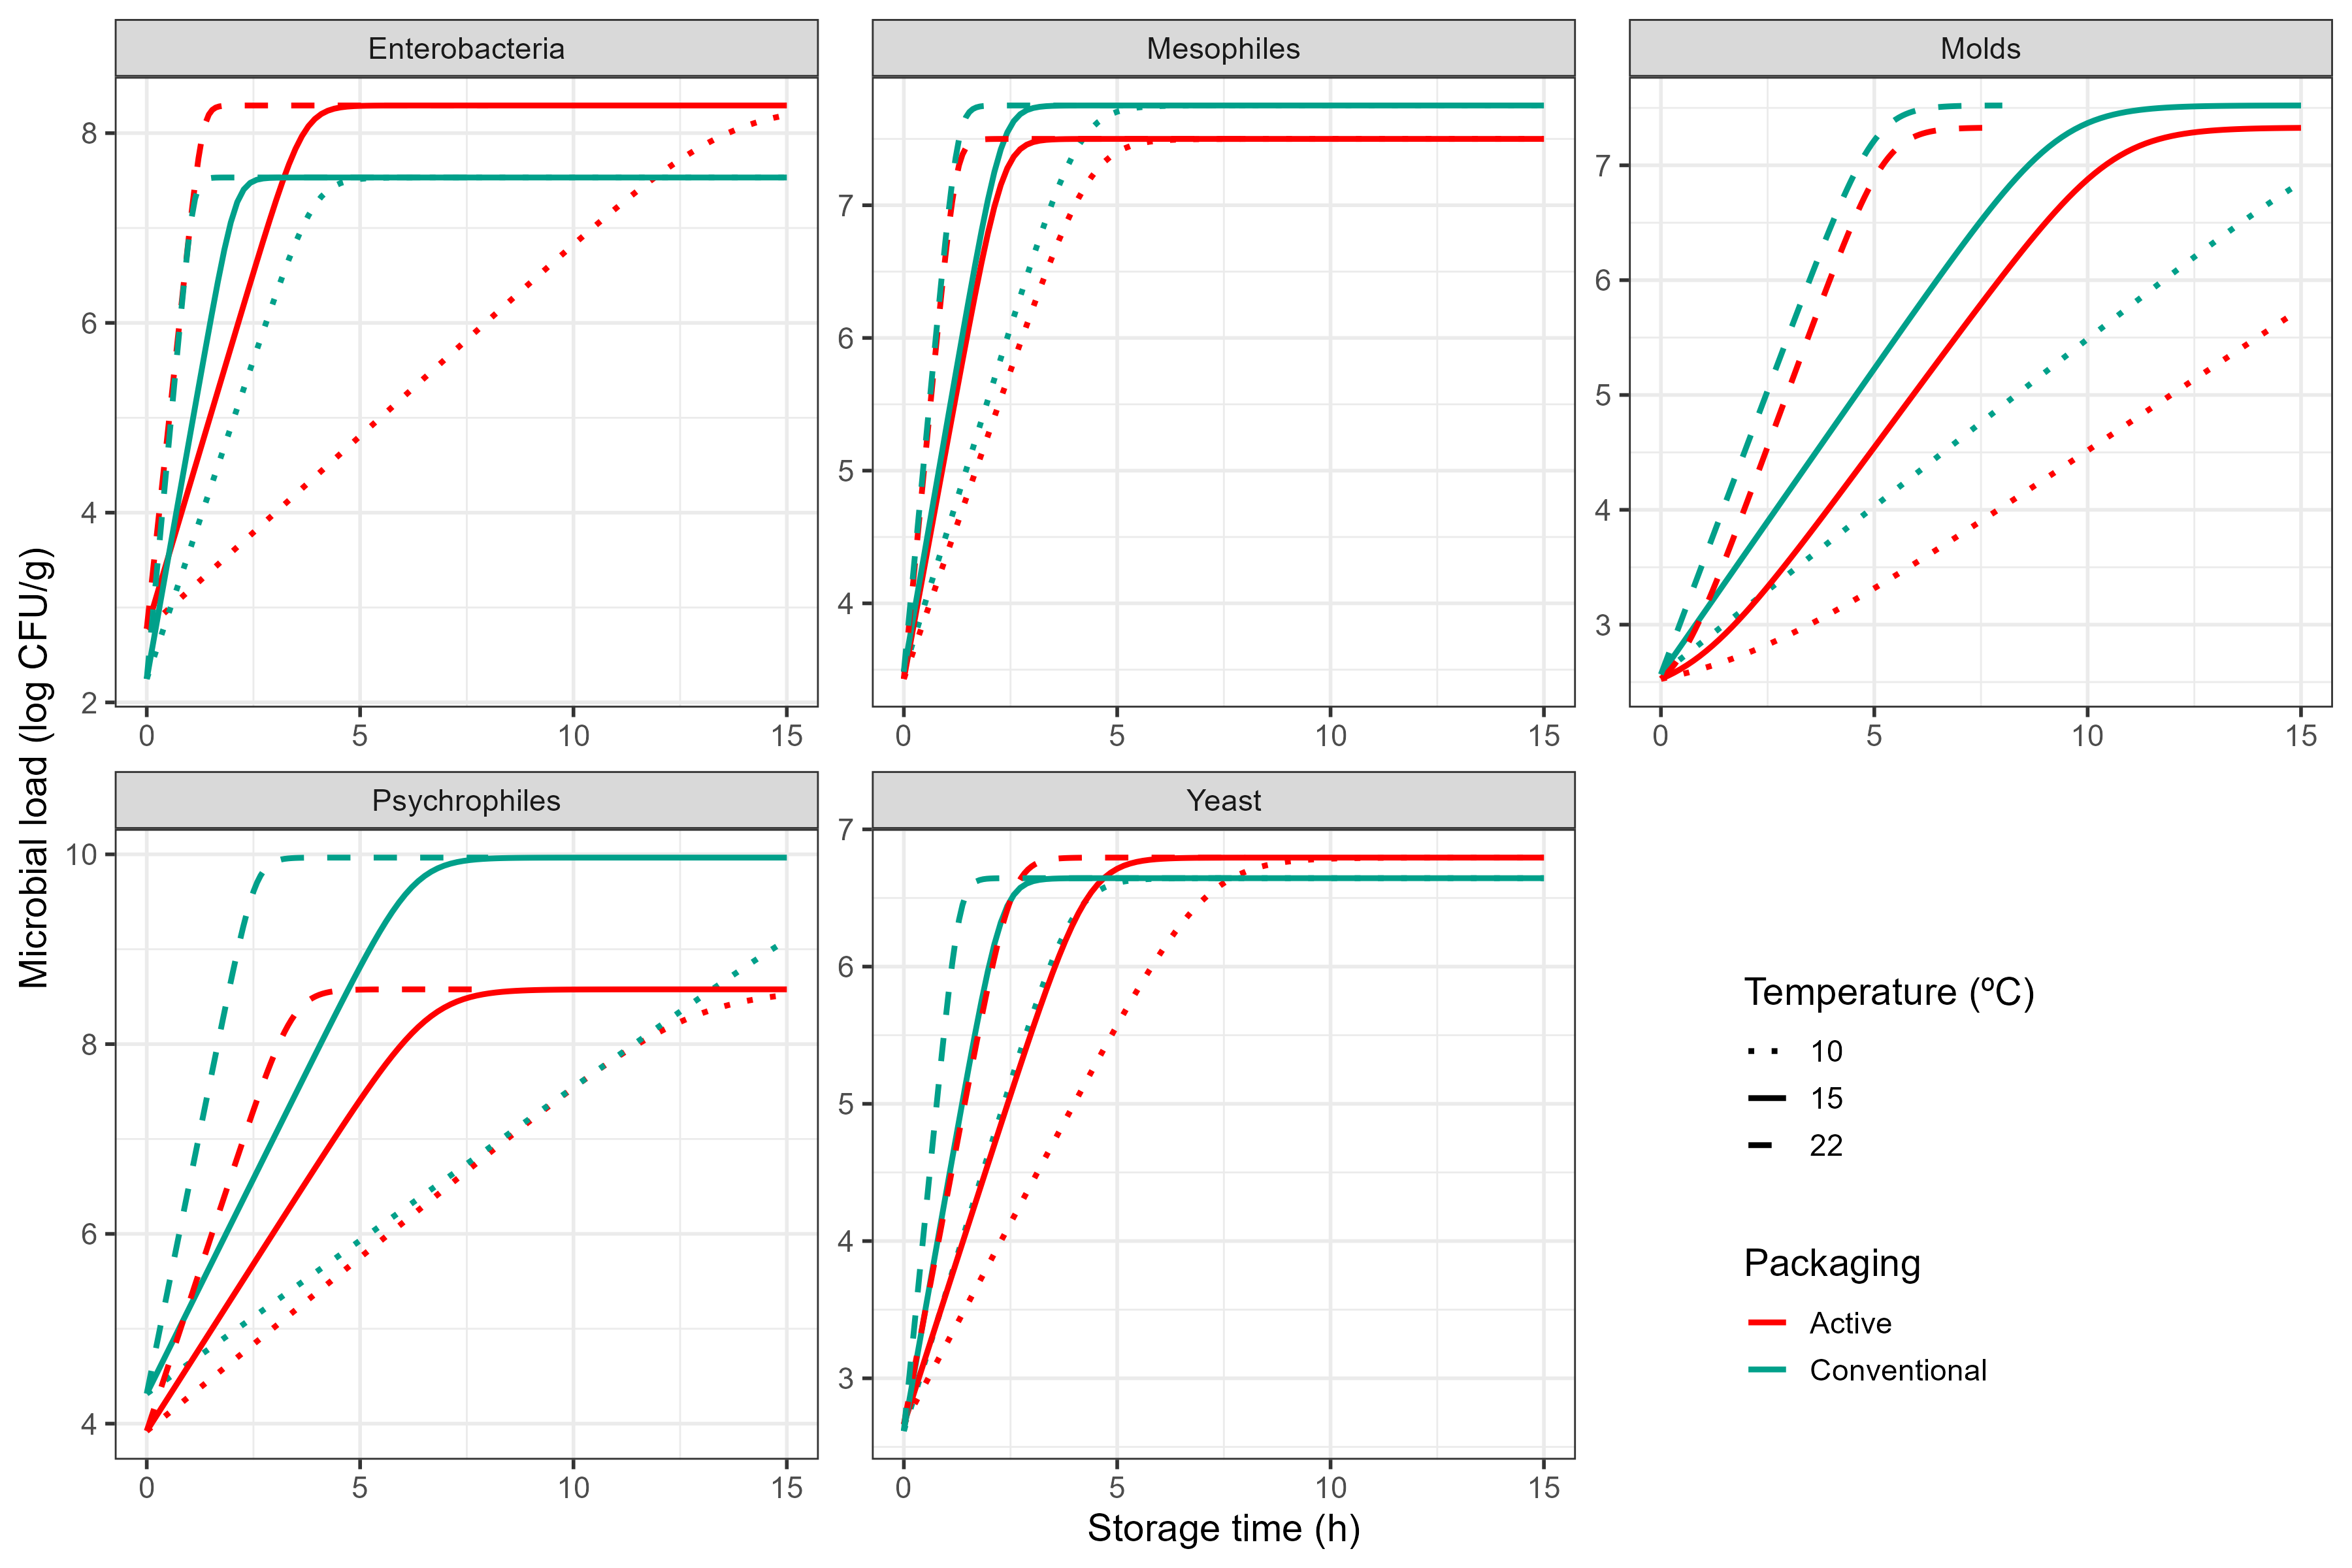 Enterobacteria
Mesophiles
Molds
8
6
4
2
7
6
5
4
7
6
5
4
3
0 5 10 15
0 5 10 15
0 5 10 15
Microbial load (log CFU/g)
Psychrophiles
Yeast
10
8
6
4
7
6
5
4
3
0 5 10 15
0 5 10 15
Storage time (h)
Temperature (ºC)
10
15
22
Packaging
Active
Conventional